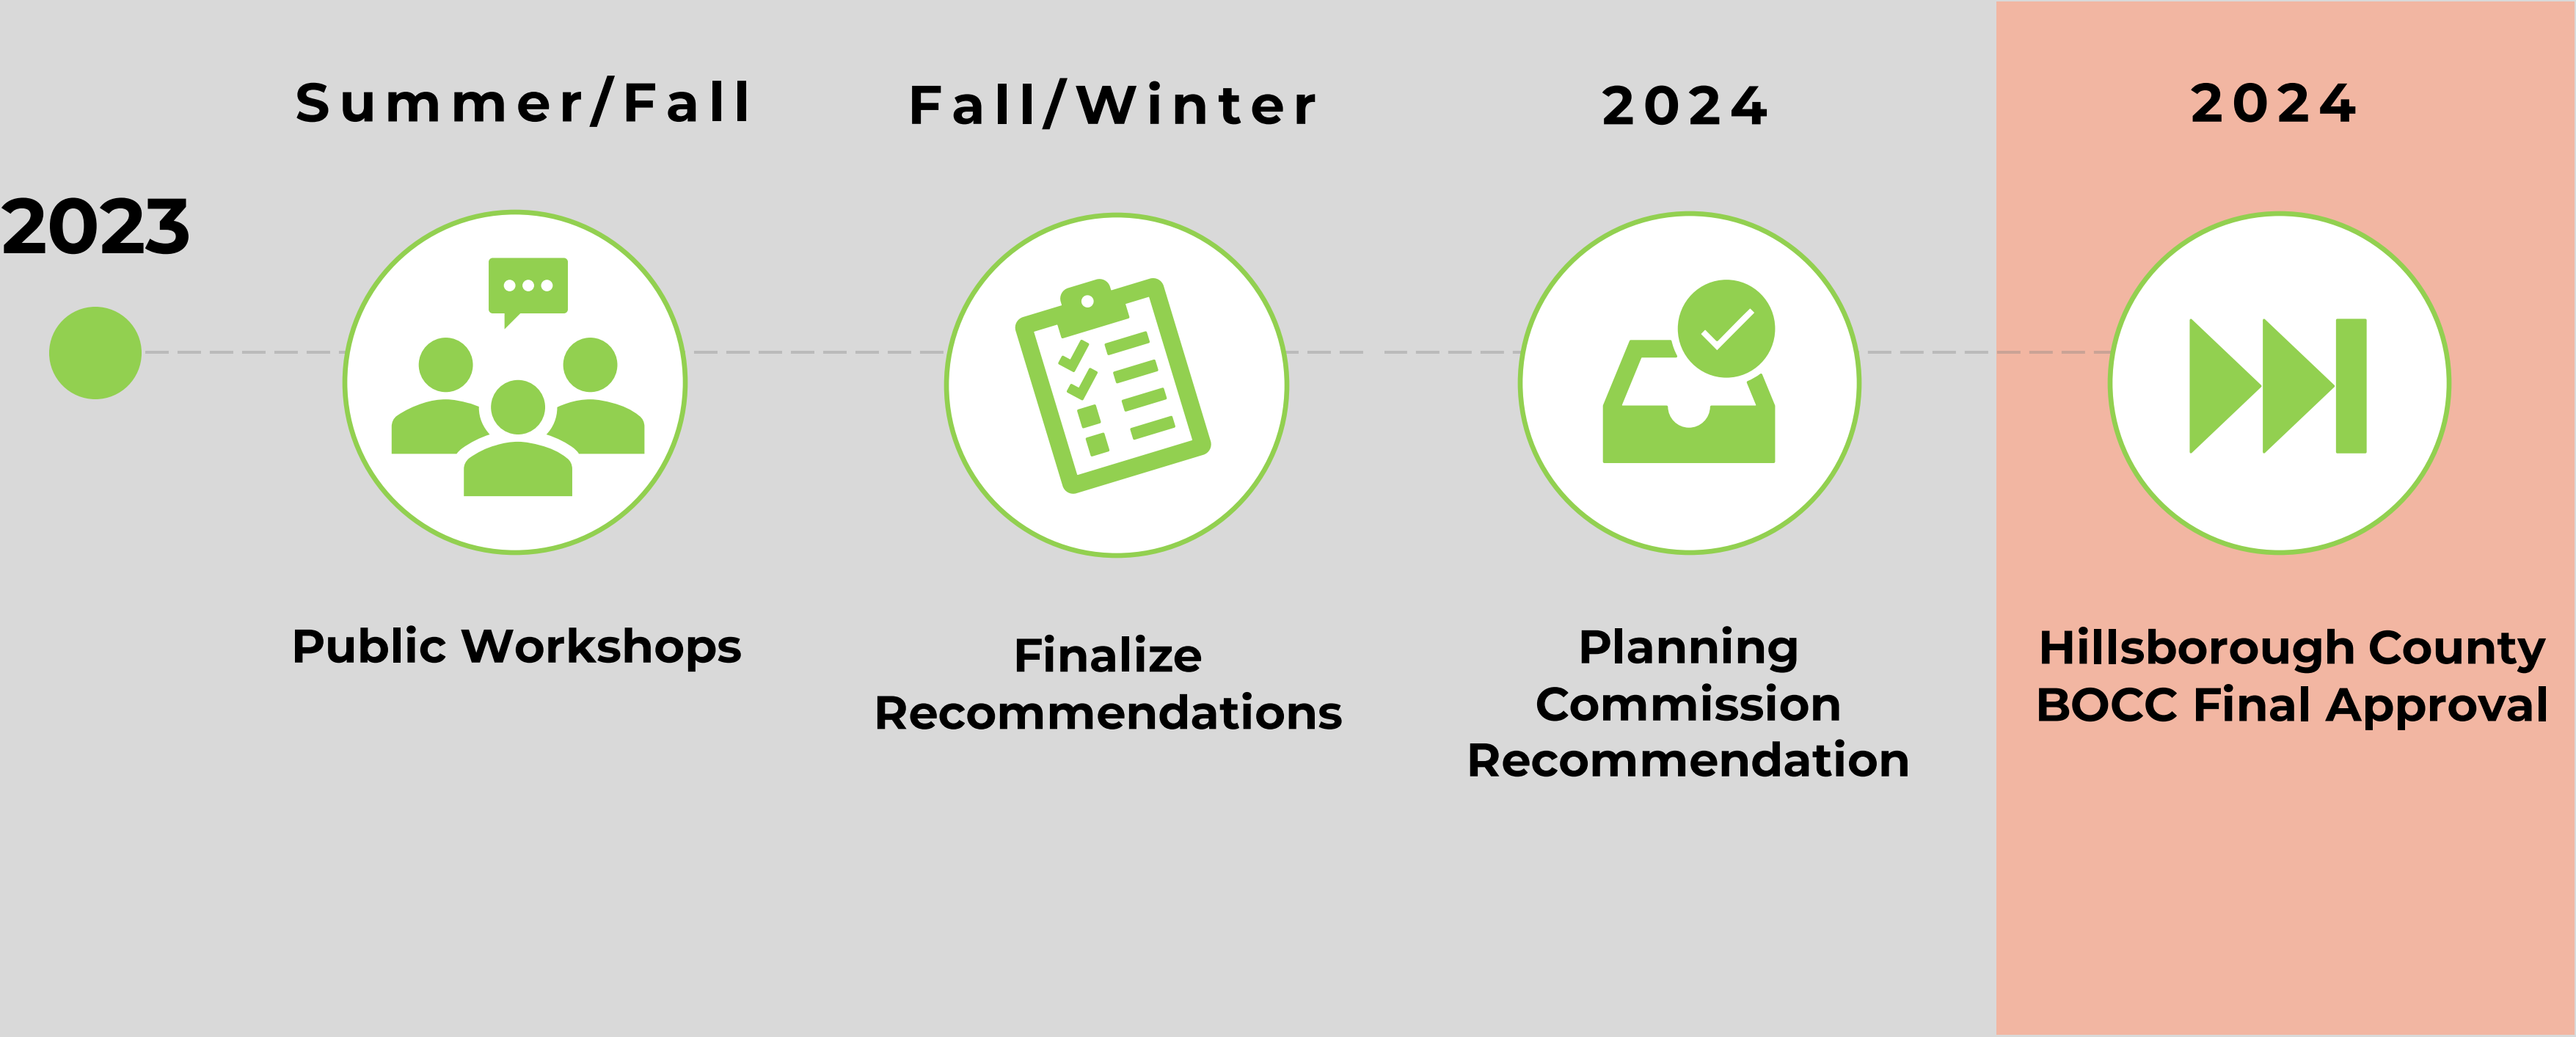 2023
Summer/Fall
Public Workshops
Fall/Winter
Finalize
Recommendations
2024
Planning
Commission
Recommendation
2024
Hillsborough County
BOCC Final Approval